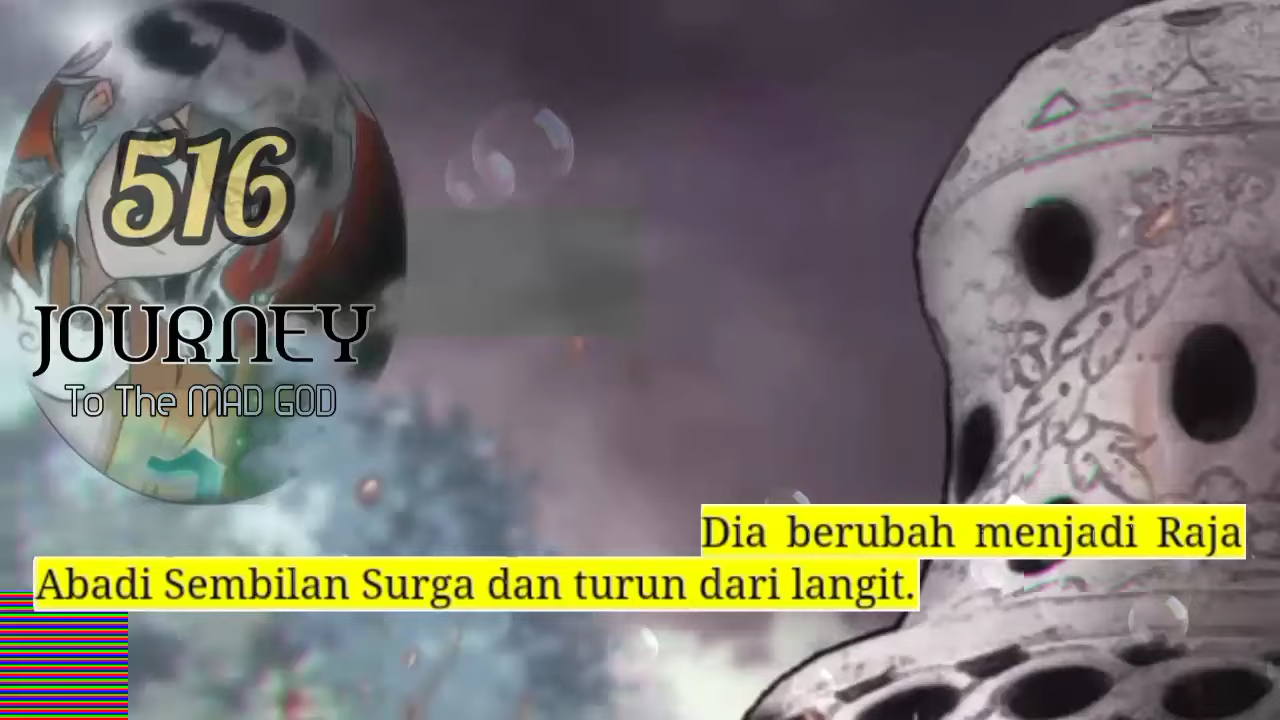 516
JOURNEY
To The MAD GOD
Dia berubah menjadi Raja
Abadi Sembilan Surga dan turun dari langit.